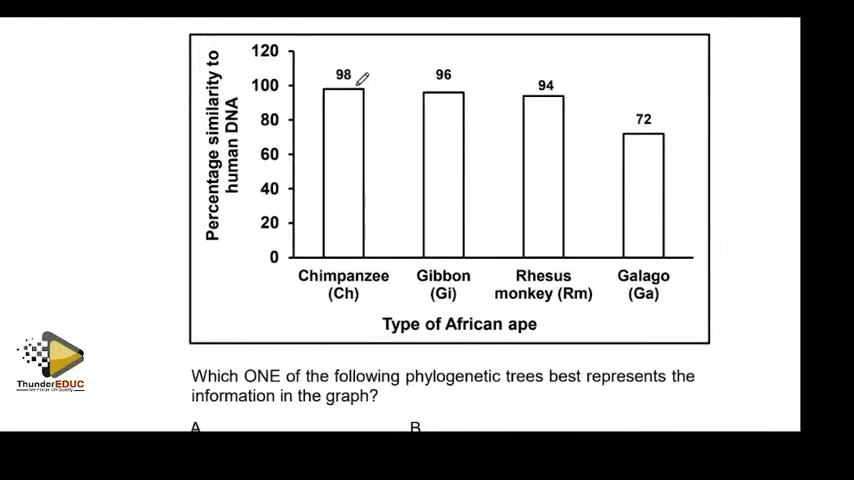 120
100
80
60
40
20
0
Percentage similarity to
human DNA
98
96
94
72
Chimpanzee
(Ch)
Gibbon
(Gi)
Rhesus
monkey (Rm)
Galago
(Ga)
Type of African ape
ThunderEDUC
Which ONE of the following phylogenetic trees best represents the
information in the graph?
A
B